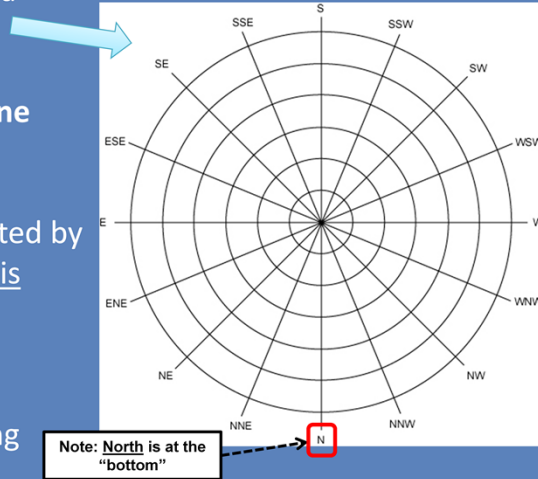 S
SSE
SSW
SE
SW
ne
ESE
WSW
E
W
ted by
is
ENE
WNW
NE
NW
NNE
NNW
ng
N
Note: North is at the
“bottom”